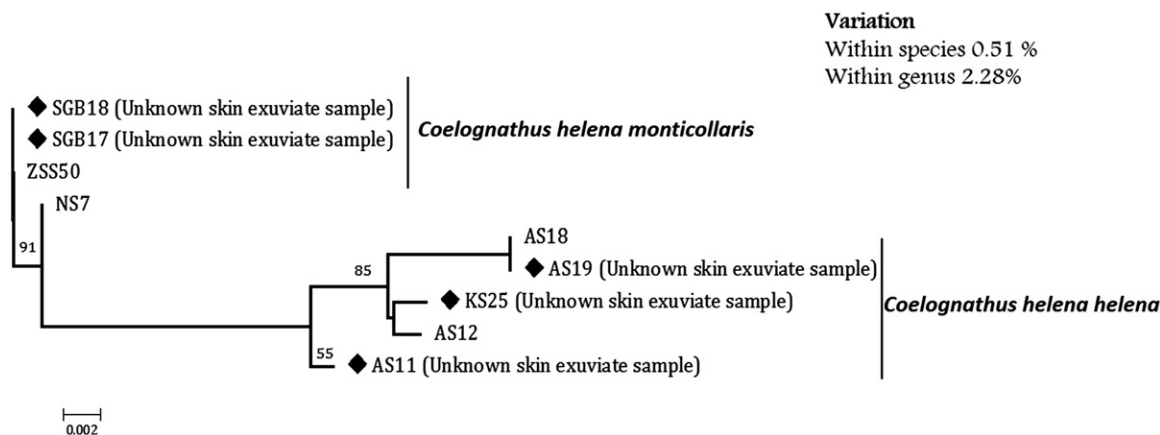 Variation
Within species 0.51 %
Within genus 2.28%
SGB18 (Unknown skin exuviate sample)
SGB17 (Unknown skin exuviate sample)
Coelognathus helena monticollaris
ZSS50
NS7
91
AS18
85
AS19 (Unknown skin exuviate sample)
KS25 (Unknown skin exuviate sample)
Coelognathus helena helena
AS12
55
AS11 (Unknown skin exuviate sample)
0.002